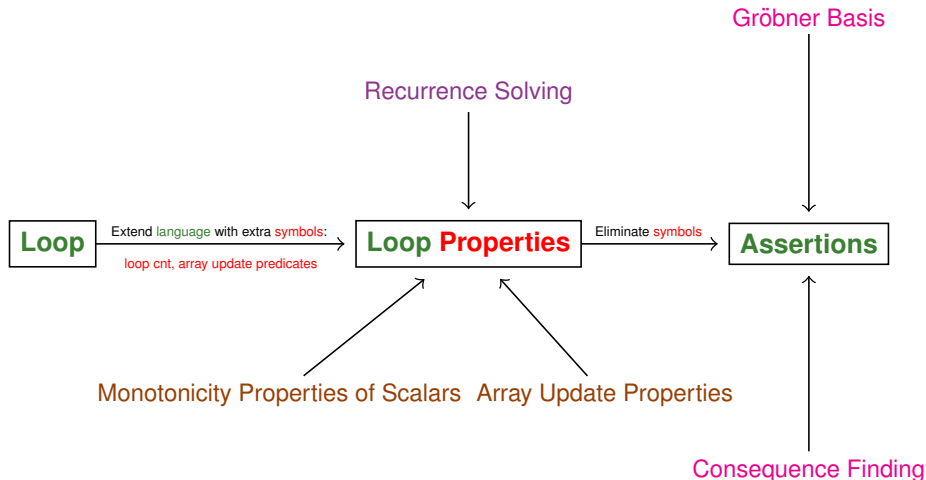 Gröbner Basis
Recurrence Solving
Loop
Extend language with extra symbols:
loop cnt, array update predicates
Loop Properties
Eliminate symbols
Assertions
Monotonicity Properties of Scalars
Array Update Properties
Consequence Finding